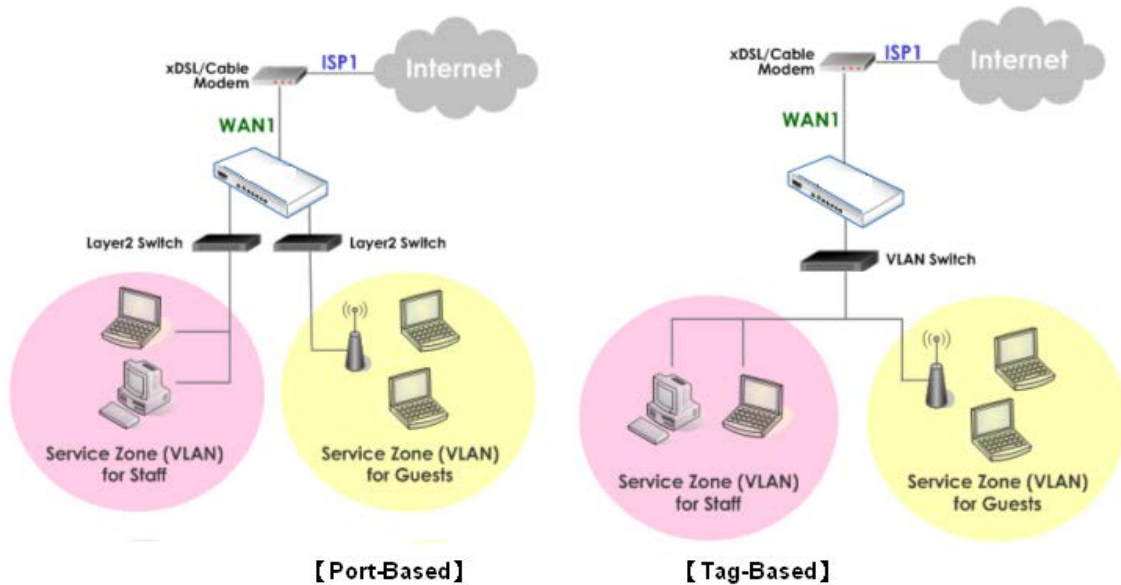 xDSL/Cable
Modem
ISP1
Internet
WAN1
Layer2 Switch
Layer2 Switch
Service Zone (VLAN)
for Staff
Service Zone (VLAN)
for Guests
【Port-Based】
xDSL/Cable
Modem
ISP1
Internet
WAN1
VLAN Switch
Service Zone (VLAN)
for Staff
Service Zone (VLAN)
for Guests
【Tag-Based】